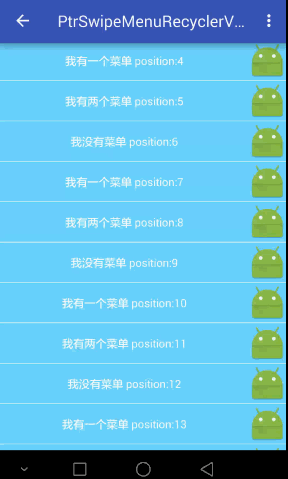 PtrSwipeMenuRecyclerV...
我有一个菜单 position:4
我有两个菜单 position:5
我没有菜单 position:6
我有一个菜单 position:7
我有两个菜单 position:8
我没有菜单 position:9
我有一个菜单 position:10
我有两个菜单 position:11
我没有菜单 position:12
我有一个菜单 position:13